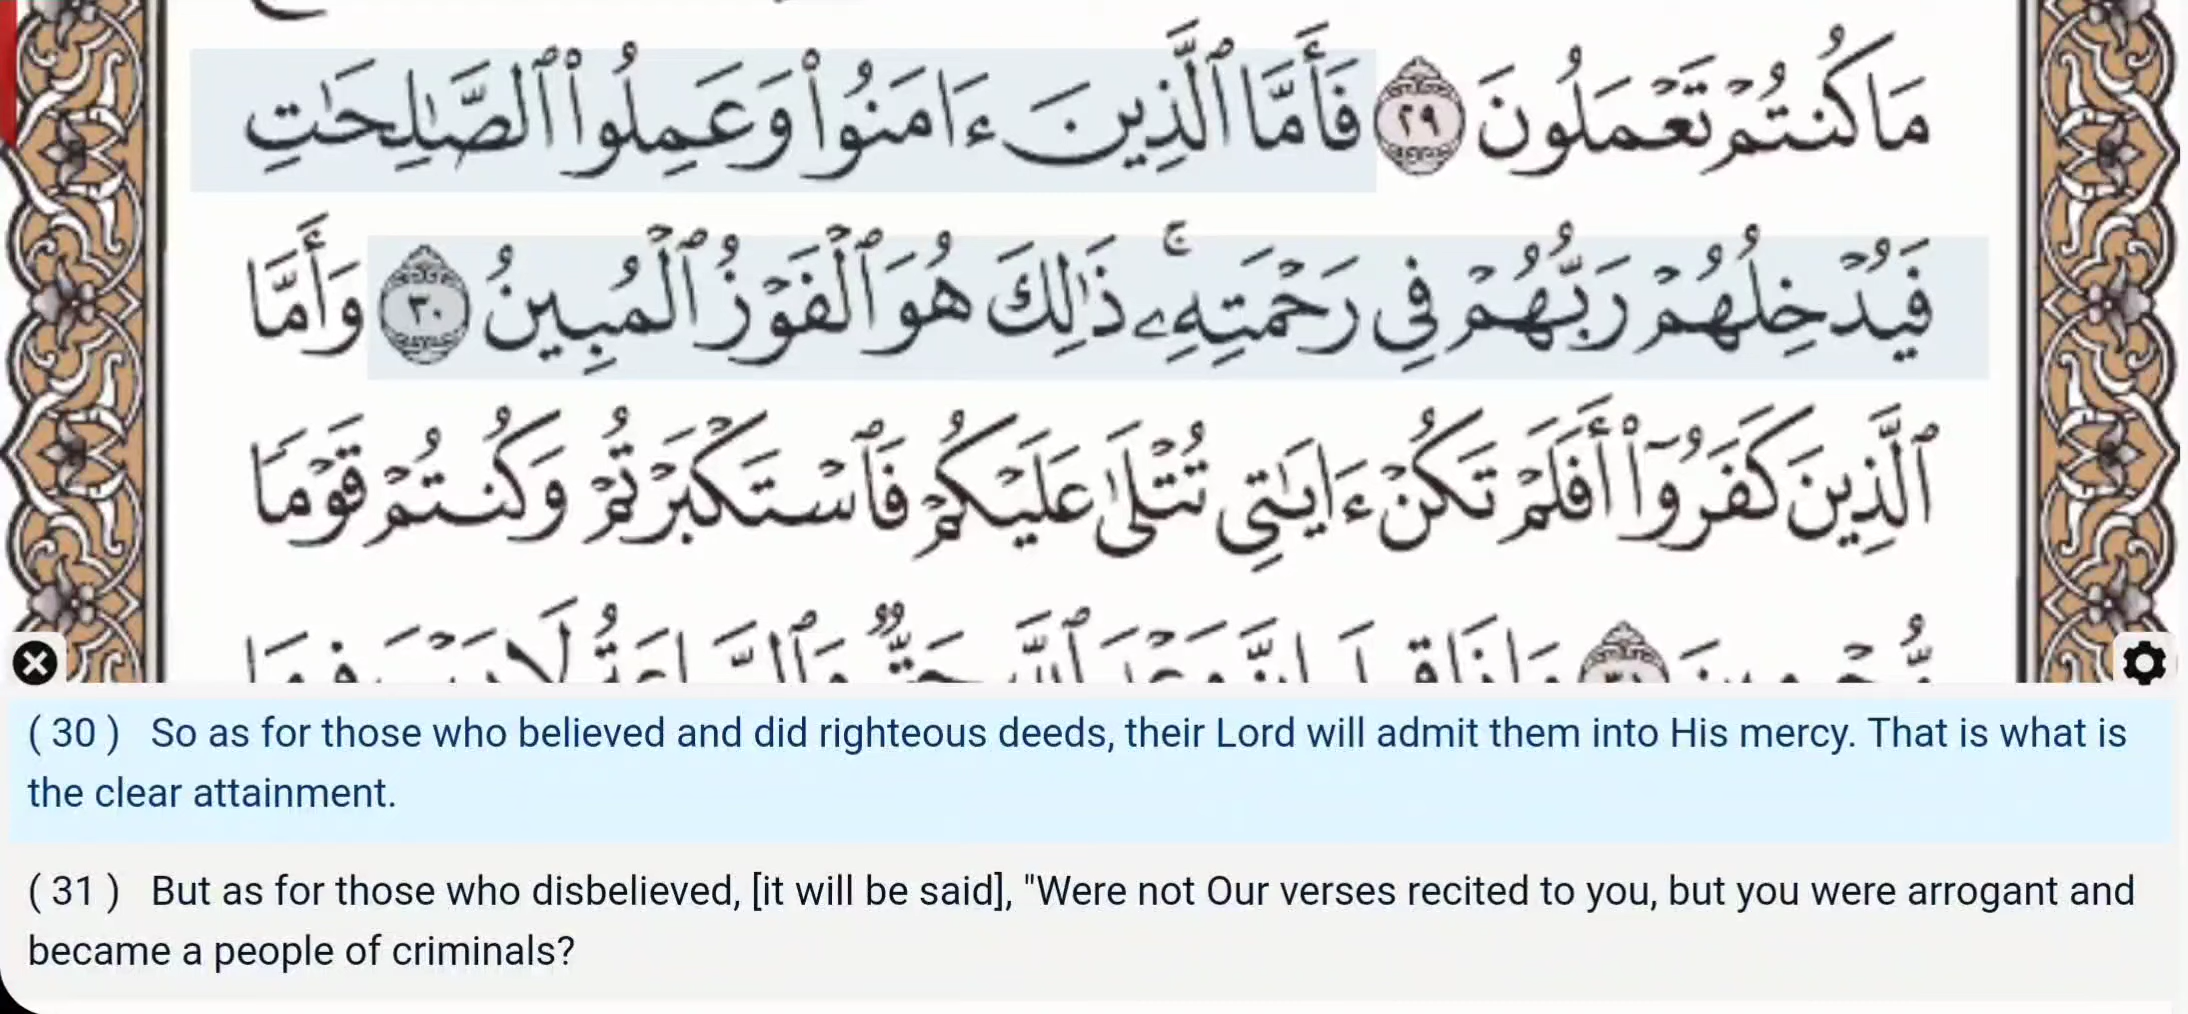 مَا كُنتُمْ تَعْمَلُونَ ٢٩ فَأَمَّا ٱلَّذِينَ ءَامَنُوا۟ وَعَمِلُوا۟ ٱلصَّٰلِحَٰتِ
فَيُدْخِلُهُمْ رَبُّهُمْ فِى رَحْمَتِهِۦ ۚ ذَٰلِكَ هُوَ ٱلْفَوْزُ ٱلْمُبِينُ ٣٠ وَأَمَّا
ٱلَّذِينَ كَفَرُوٓا۟ أَفَلَمْ تَكُنْ ءَايَٰتِى تُتْلَىٰ عَلَيْكُمْ فَٱسْتَكْبَرْتُمْ وَكُنتُمْ قَوْمًا
( 30 ) So as for those who believed and did righteous deeds, their Lord will admit them into His mercy. That is what is
the clear attainment.
( 31 ) But as for those who disbelieved, [it will be said], "Were not Our verses recited to you, but you were arrogant and
became a people of criminals?